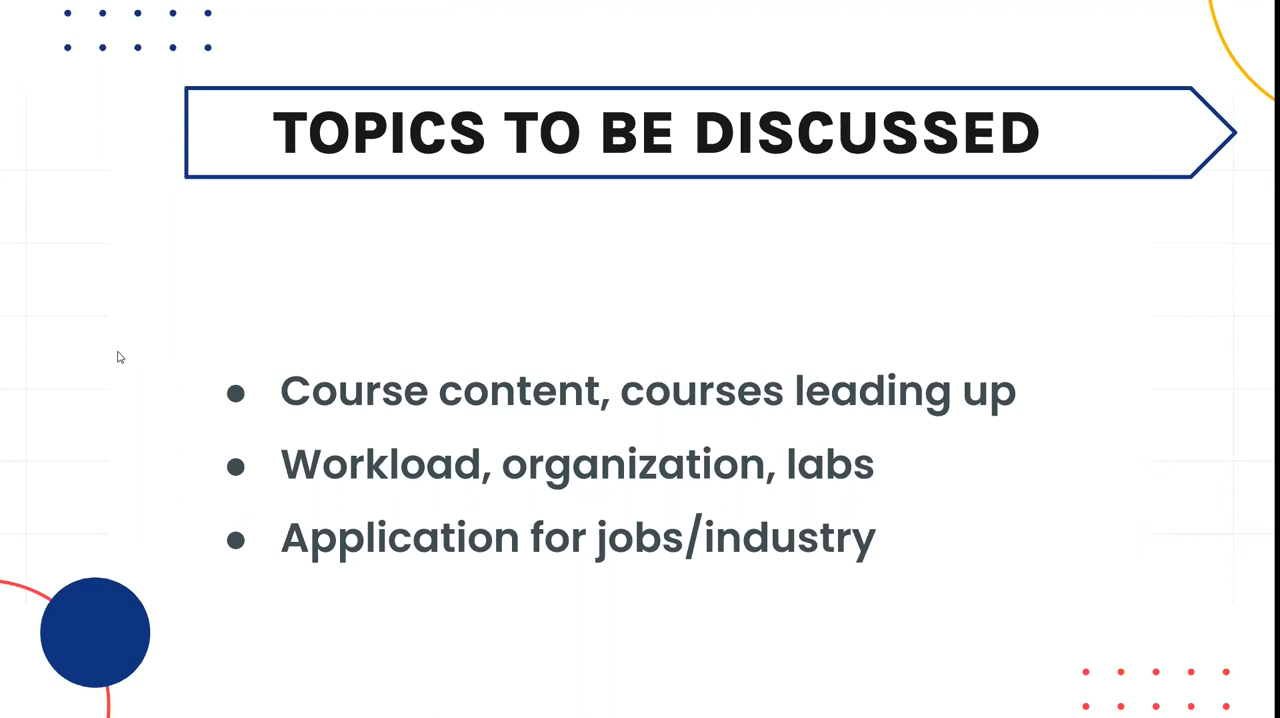 TOPICS TO BE DISCUSSED
● Course content, courses leading up
● Workload, organization, labs
● Application for jobs/industry